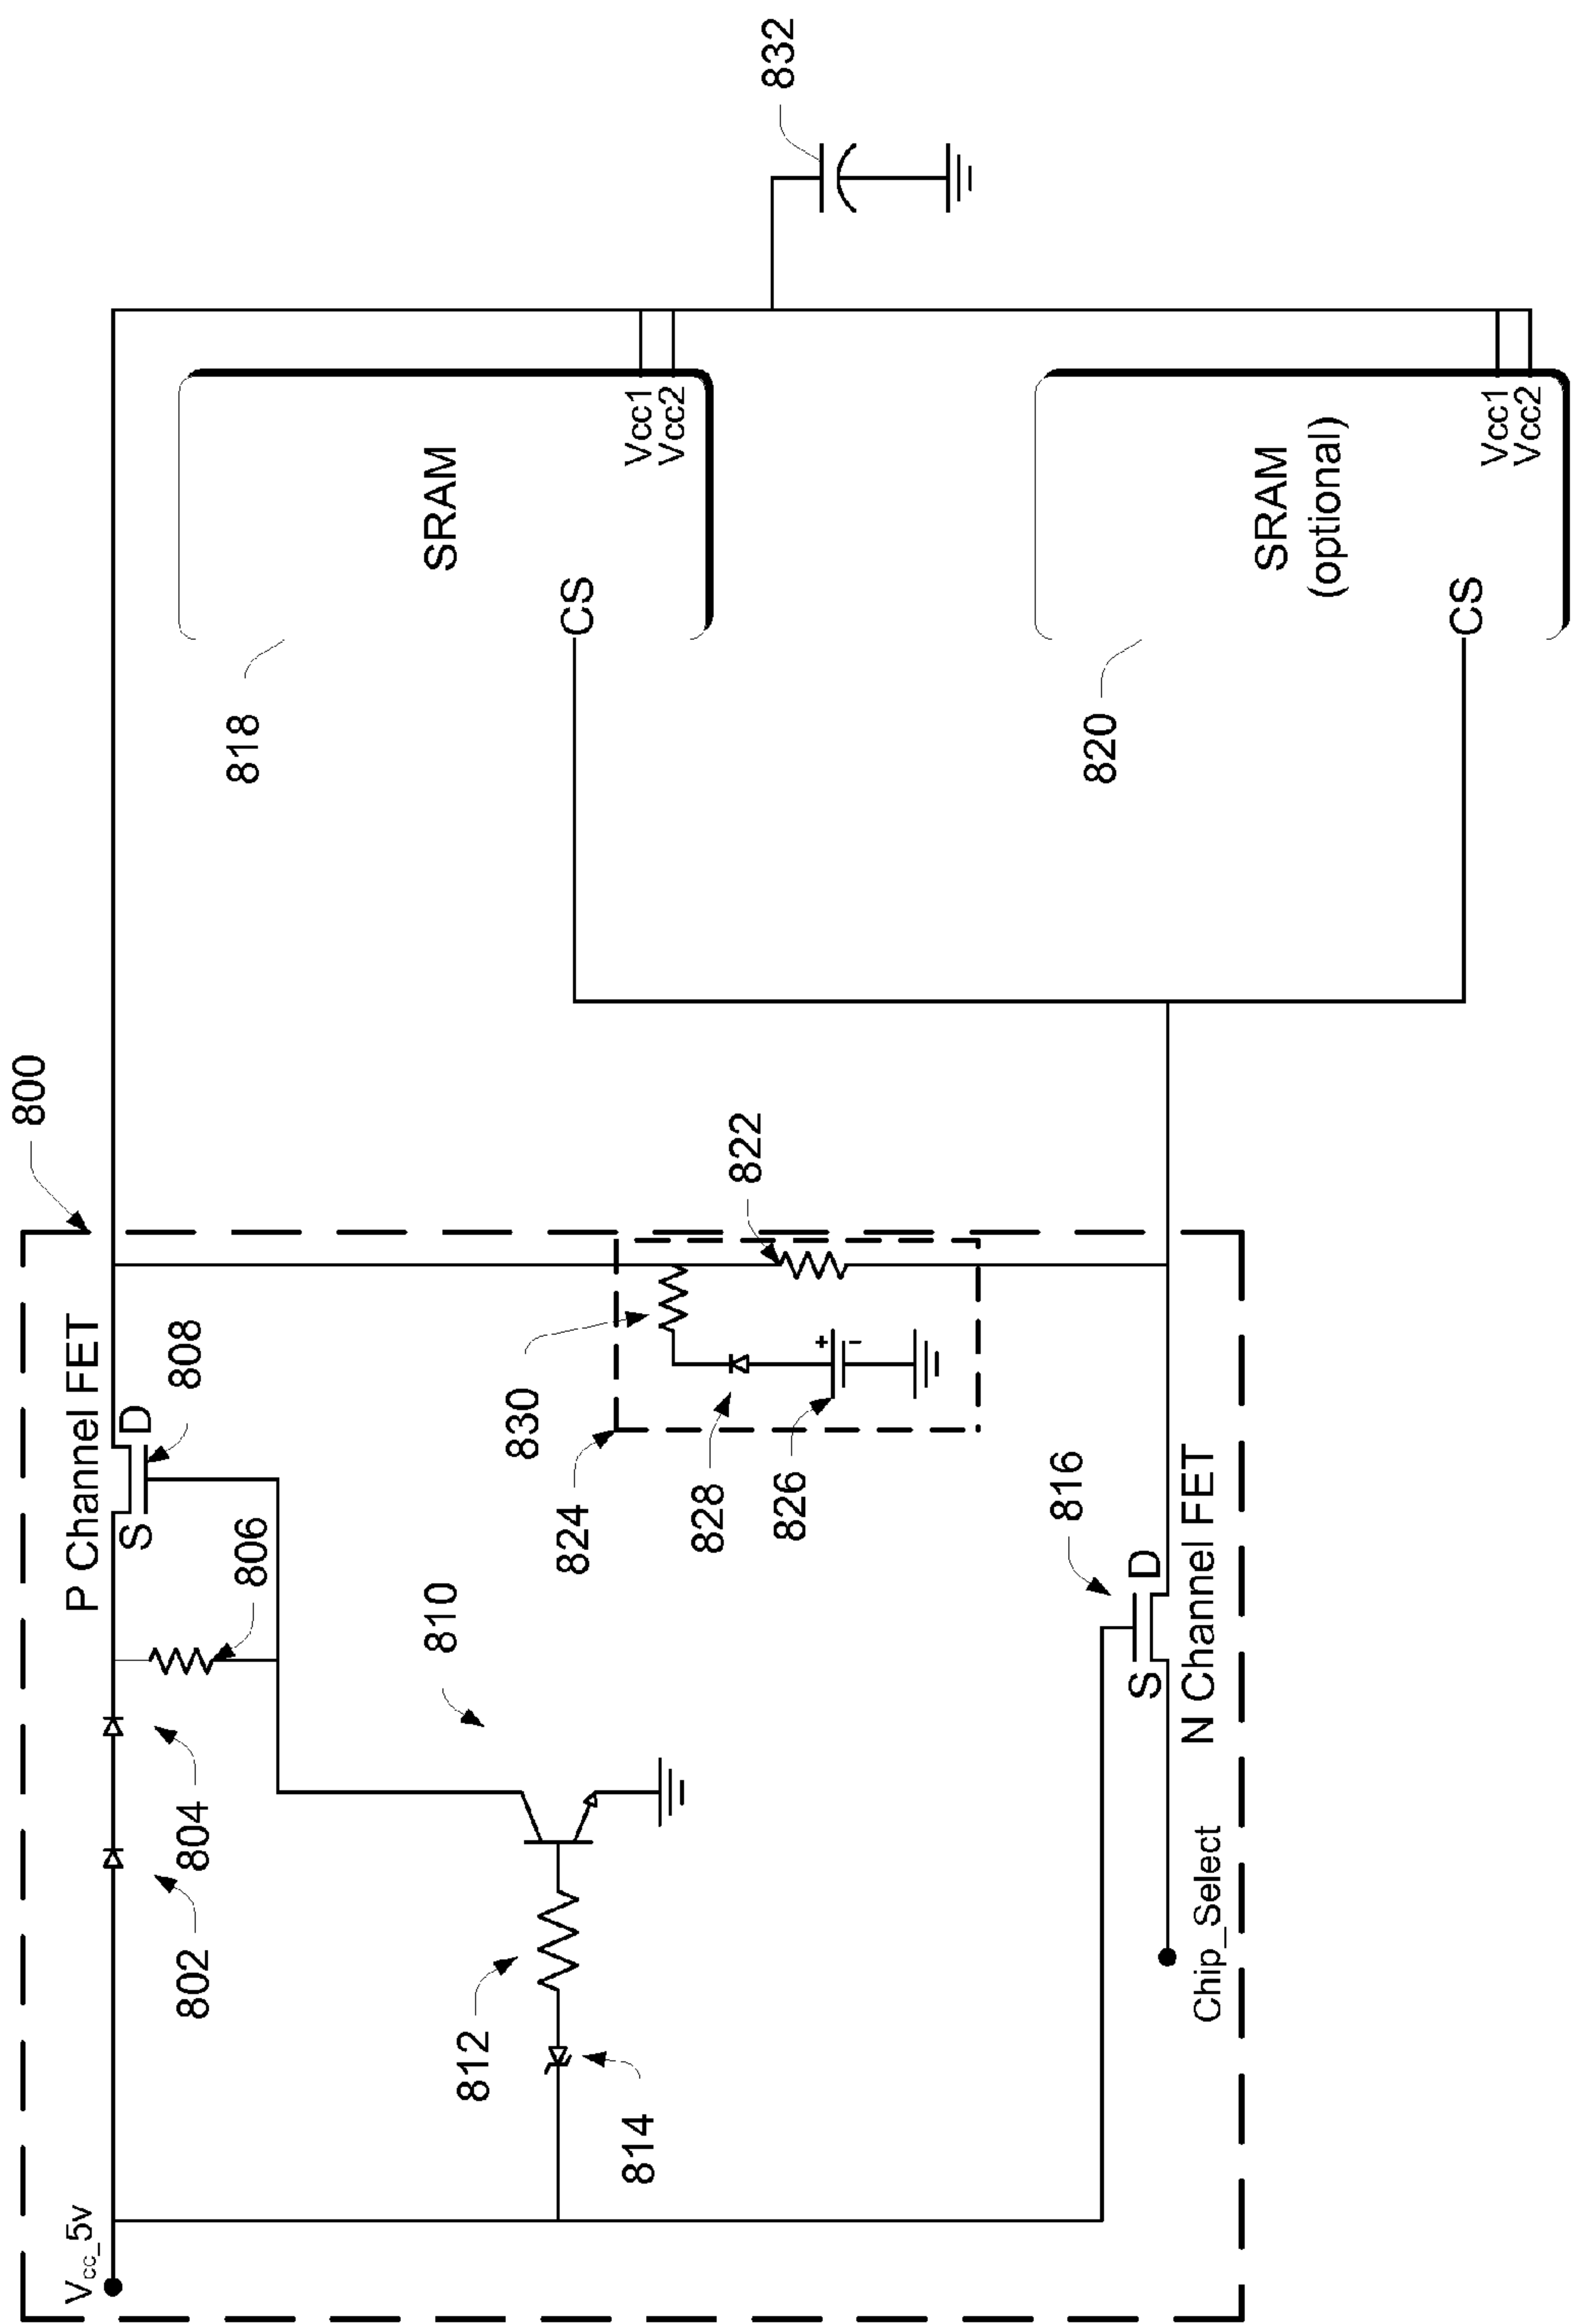 800
832
V_cc_5v
P Channel FET
S
D
802
804
806
808
810
812
814
824
830
828
826
+
−
822
816
S
D
N Channel FET
Chip_Select
818
SRAM
CS
Vcc1
Vcc2
820
SRAM
(optional)
CS
Vcc1
Vcc2